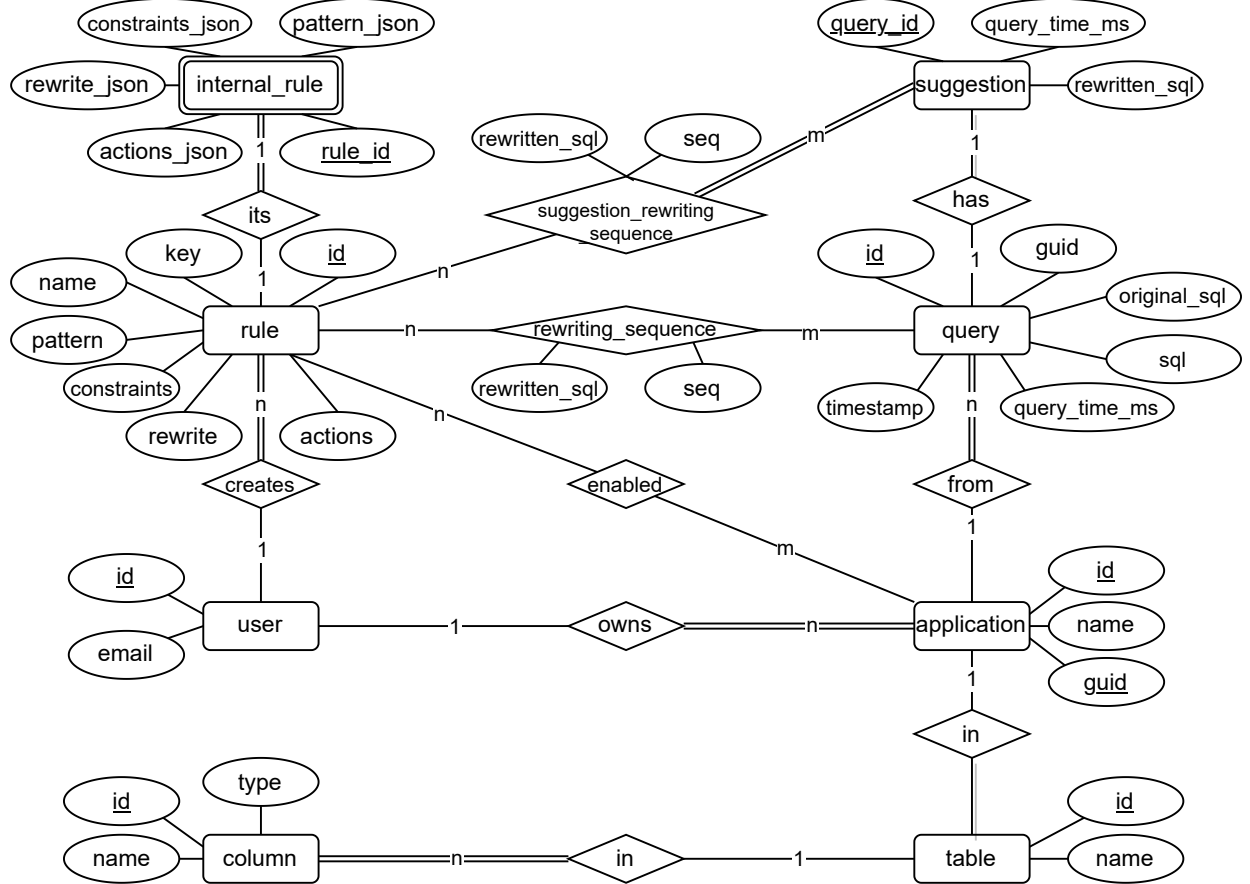 constraints_json
pattern_json
query_id
query_time_ms
rewrite_json
internal_rule
suggestion
rewritten_sql
actions_json
1
rule_id
rewritten_sql
seq
m
1
its
suggestion_rewriting
_sequence
has
key
id
id
guid
name
1
n
1
original_sql
pattern
rule
n
rewriting_sequence
m
query
sql
constraints
rewritten_sql
seq
timestamp
n
query_time_ms
n
n
rewrite
actions
creates
enabled
from
1
m
1
id
id
user
1
owns
n
application
name
email
1
guid
in
type
id
id
name
column
n
in
1
table
name